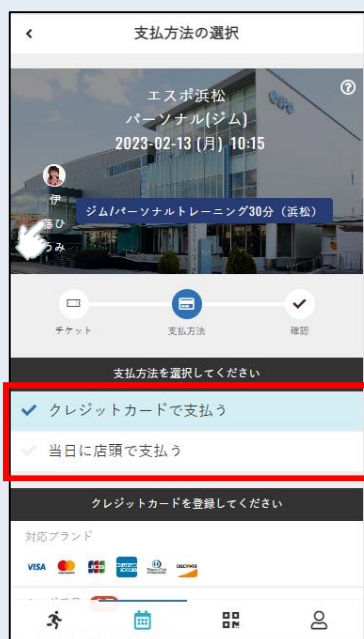 支払方法の選択
エスポ浜松
パーソナル(ジム)
2023-02-13 (月) 10:15
伊
藤ひ
ろみ
ジム/パーソナルトレーニング30分（浜松）
チケット
支払方法
確認
支払方法を選択してください
クレジットカードで支払う
当日に店頭で支払う
クレジットカードを登録してください
対応ブランド
VISA
JCB
DISCOVER